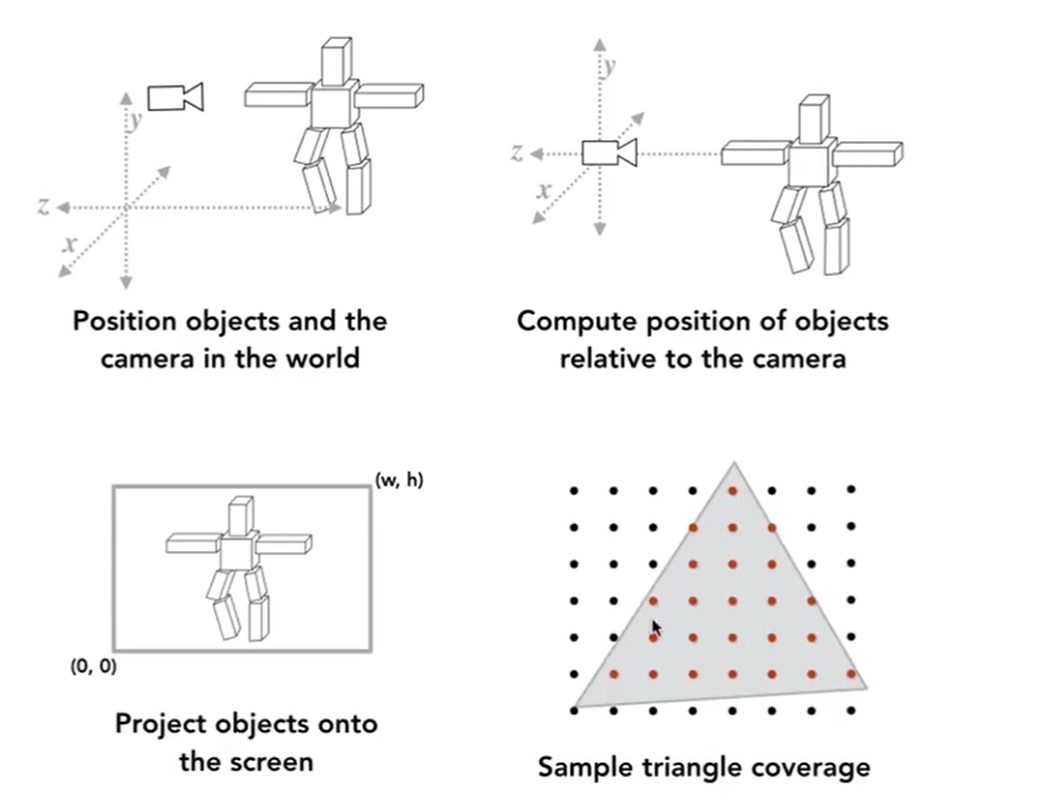 y
z
x
Position objects and the
camera in the world
y
z
x
Compute position of objects
relative to the camera
(w, h)
(0, 0)
Project objects onto
the screen
Sample triangle coverage